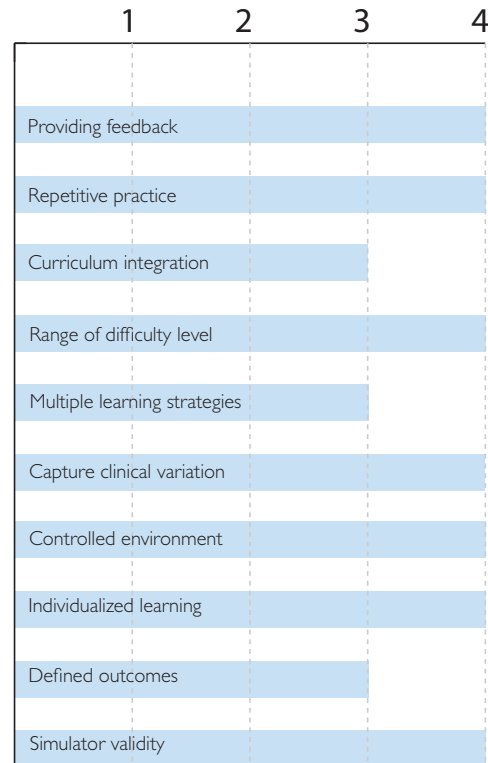 1 2 3 4
Providing feedback
Repetitive practice
Curriculum integration
Range of difficulty level
Multiple learning strategies
Capture clinical variation
Controlled environment
Individualized learning
Defined outcomes
Simulator validity